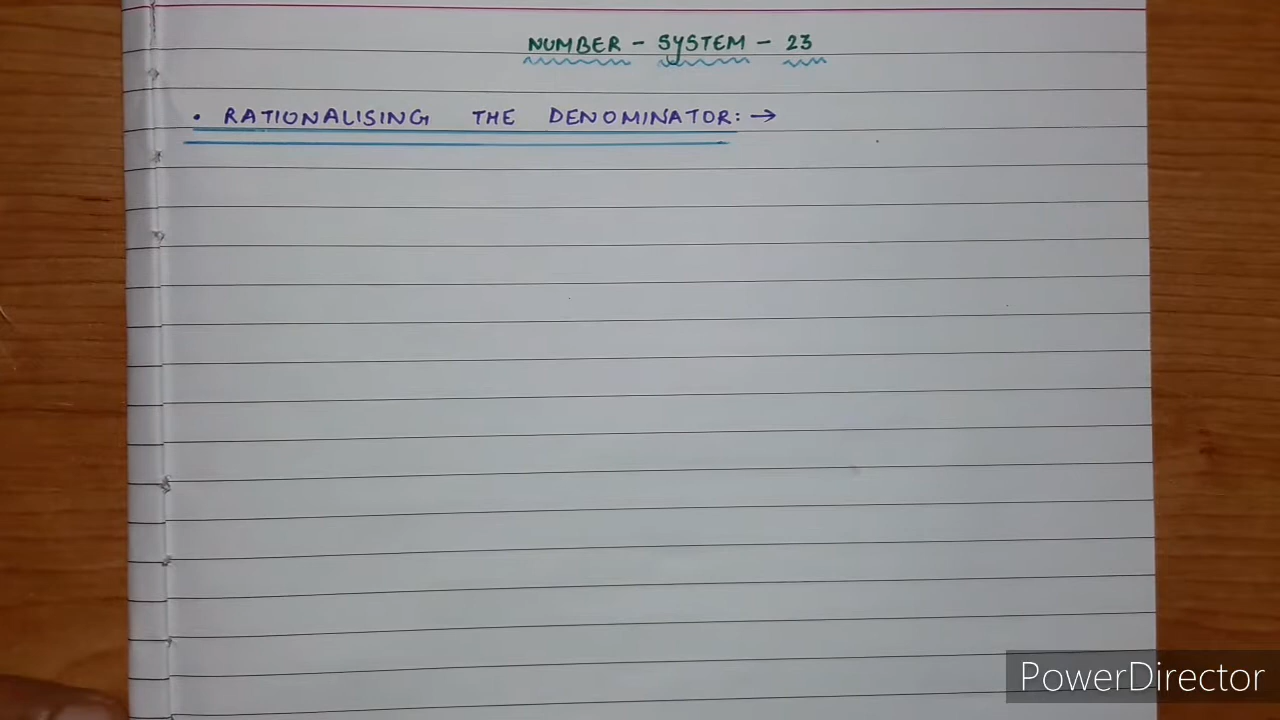 NUMBER - SYSTEM - 23
• RATIONALISING THE DENOMINATOR: →
PowerDirector